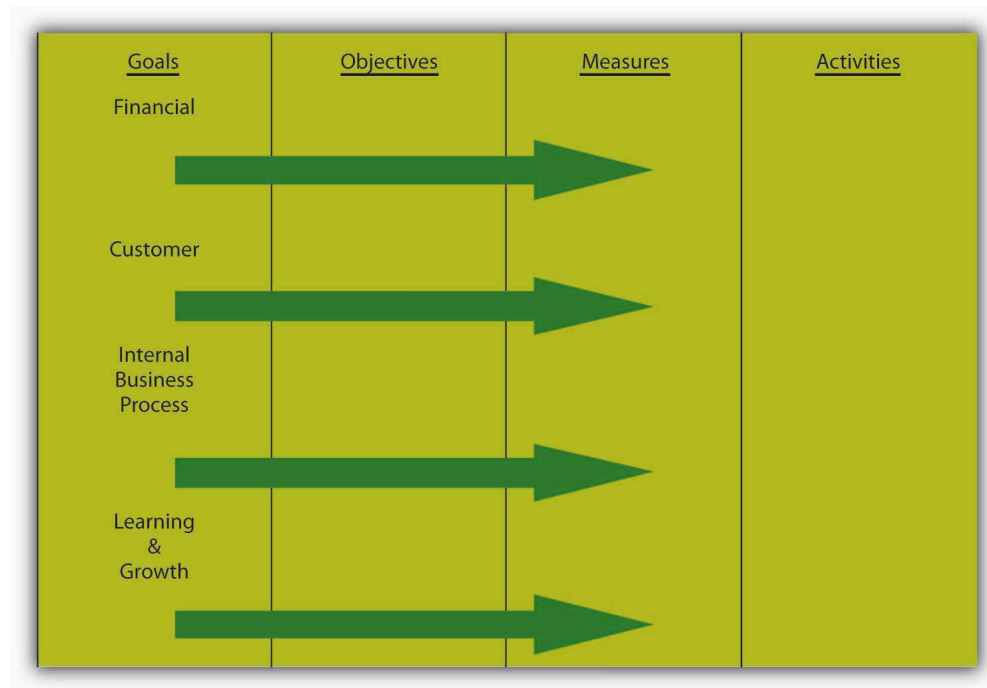 Goals Objectives Measures Activities
Financial
Customer
Internal
Business
Process
Learning
&
Growth